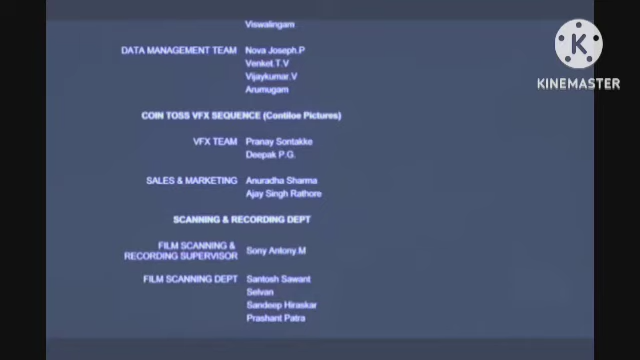 Viswalingam
DATA MANAGEMENT TEAM Nova Joseph.P
Venket.T.V
Vijaykumar.V
Arumugam
COIN TOSS VFX SEQUENCE (Contiloe Pictures)
VFX TEAM Pranay Sontakke
Deepak P.G.
SALES & MARKETING Anuradha Sharma
Ajay Singh Rathore
SCANNING & RECORDING DEPT
FILM SCANNING &
RECORDING SUPERVISOR Sony Antony.M
FILM SCANNING DEPT Santosh Sawant
Selvan
Sandeep Hiraskar
Prashant Patra
K
KINEMASTER